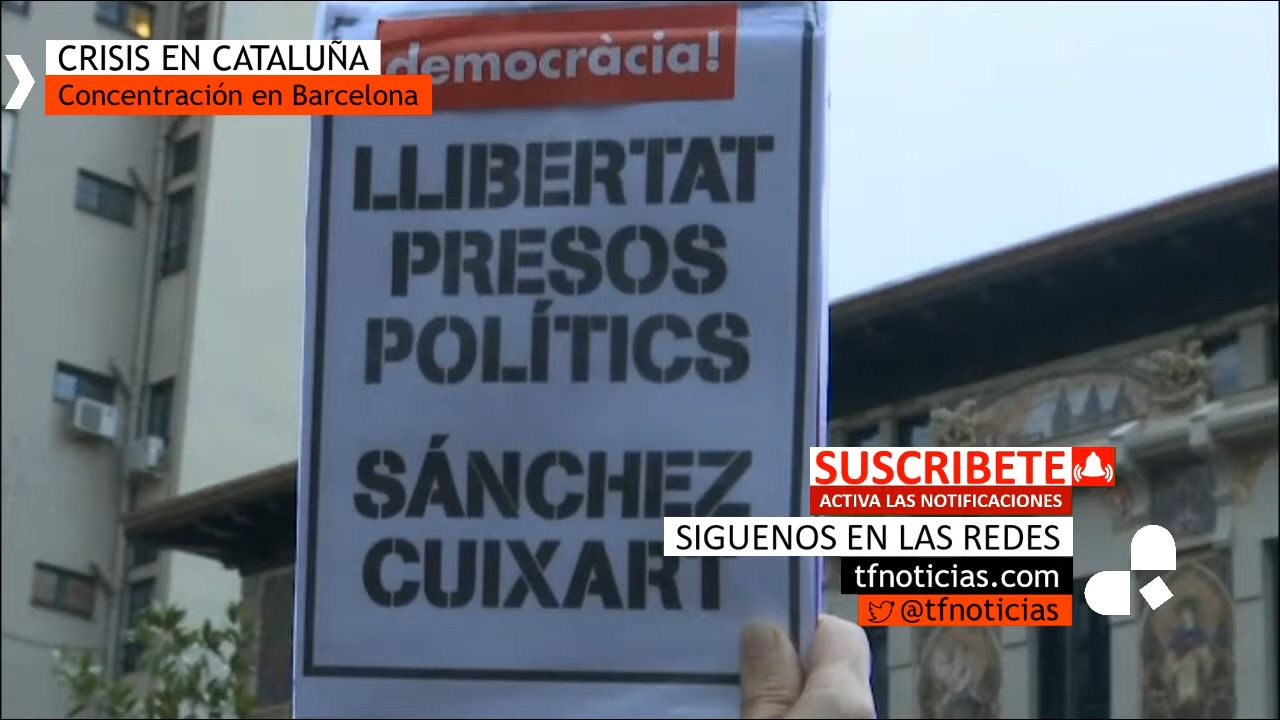 CRISIS EN CATALUÑA
Concentración en Barcelona
democràcia!
LLIBERTAT
PRESOS
POLÍTICS
SÁNCHEZ
CUIXART
SUSCRIBETE
ACTIVA LAS NOTIFICACIONES
SIGUENOS EN LAS REDES
tfnoticias.com
@tfnoticias